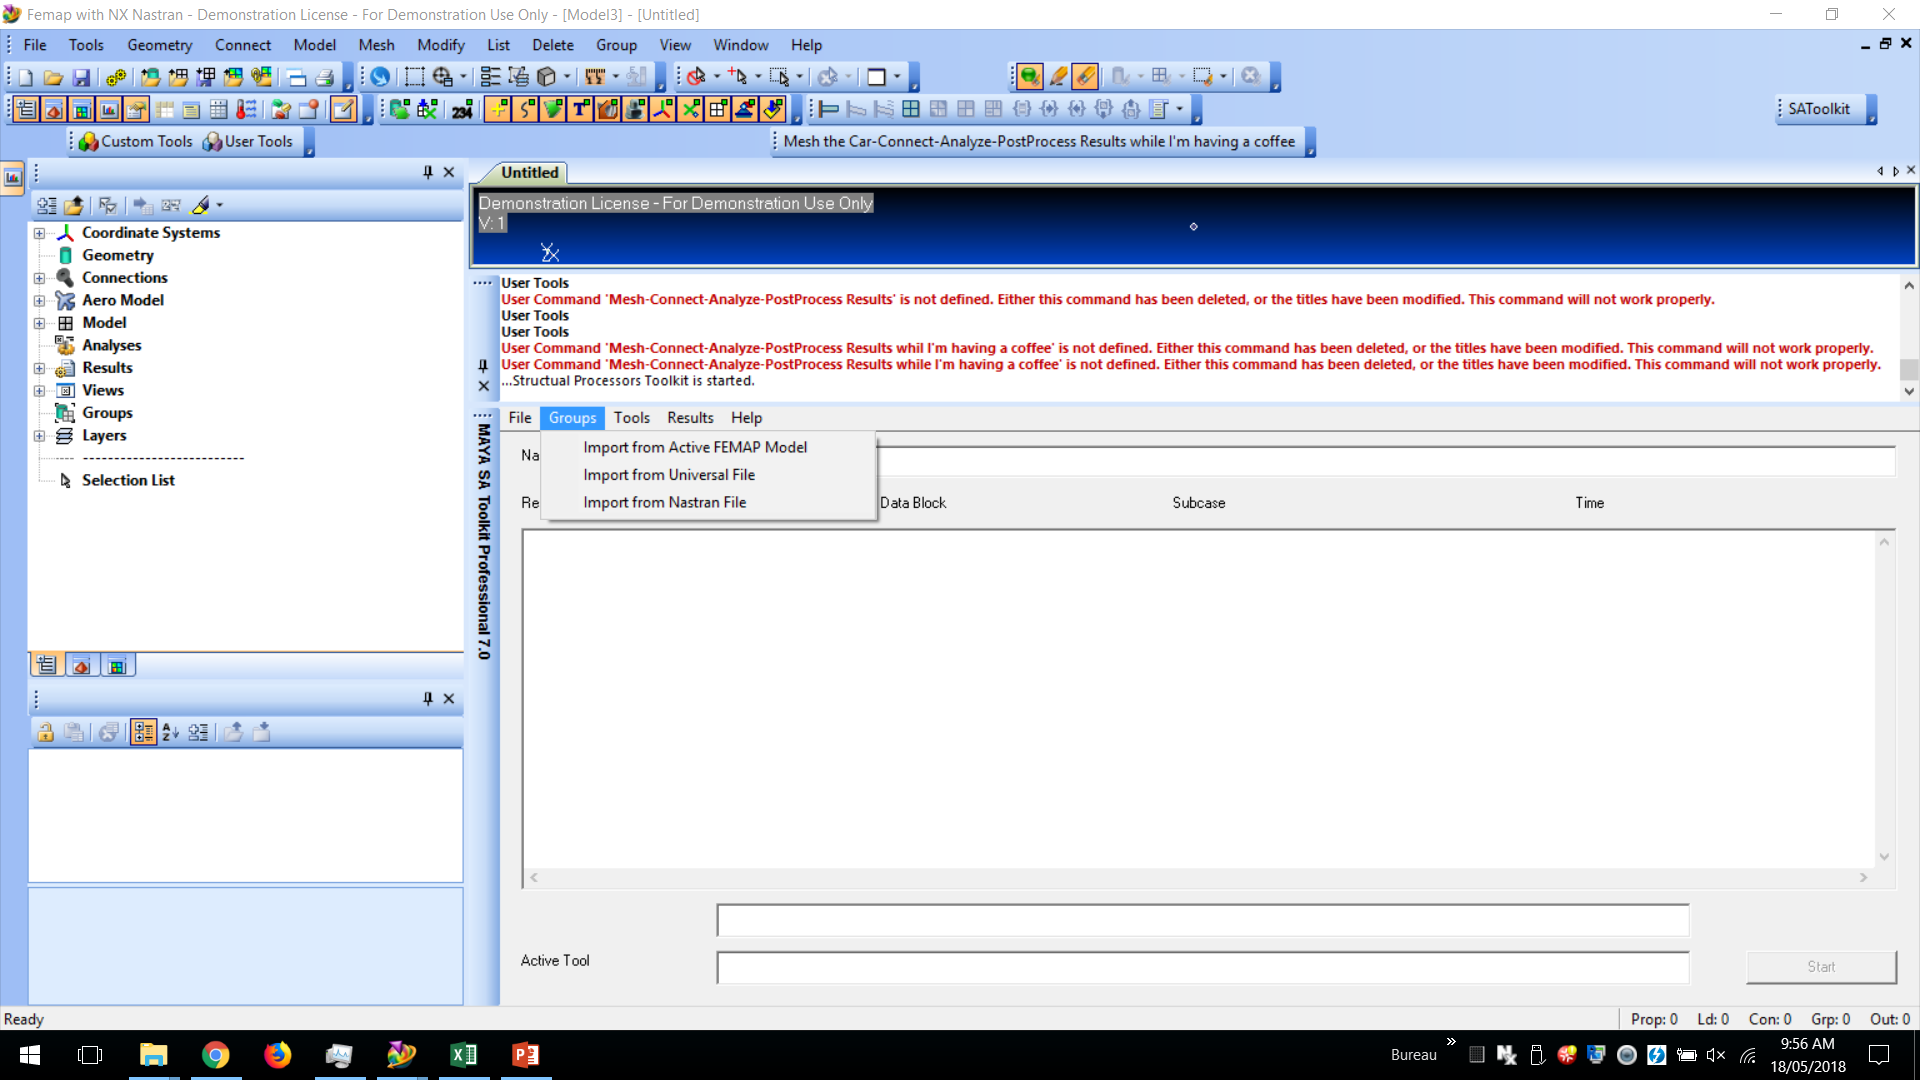 Femap with NX Nastran - Demonstration License - For Demonstration Use Only - [Model3] - [Untitled]
File Tools Geometry Connect Model Mesh Modify List Delete Group View Window Help
234
SAToolkit
Custom Tools User Tools
Mesh the Car-Connect-Analyze-PostProcess Results while I'm having a coffee
Untitled
Demonstration License - For Demonstration Use Only
V: 1
Coordinate Systems
Geometry
Connections
Aero Model
Model
Analyses
Results
Views
Groups
Layers
Selection List
User Tools
User Command 'Mesh-Connect-Analyze-PostProcess Results' is not defined. Either this command has been deleted, or the titles have been modified. This command will not work properly.
User Tools
User Tools
User Command 'Mesh-Connect-Analyze-PostProcess Results whil I'm having a coffee' is not defined. Either this command has been deleted, or the titles have been modified. This command will not work properly.
User Command 'Mesh-Connect-Analyze-PostProcess Results while I'm having a coffee' is not defined. Either this command has been deleted, or the titles have been modified. This command will not work properly.
...Structual Processors Toolkit is started.
MAYA SA Toolkit Professional 7.0
File Groups Tools Results Help
Import from Active FEMAP Model
Import from Universal File
Import from Nastran File
Na
Re Data Block Subcase Time
Active Tool
Start
Ready
Prop: 0 Ld: 0 Con: 0 Grp: 0 Out: 0
Bureau
9:56 AM
18/05/2018